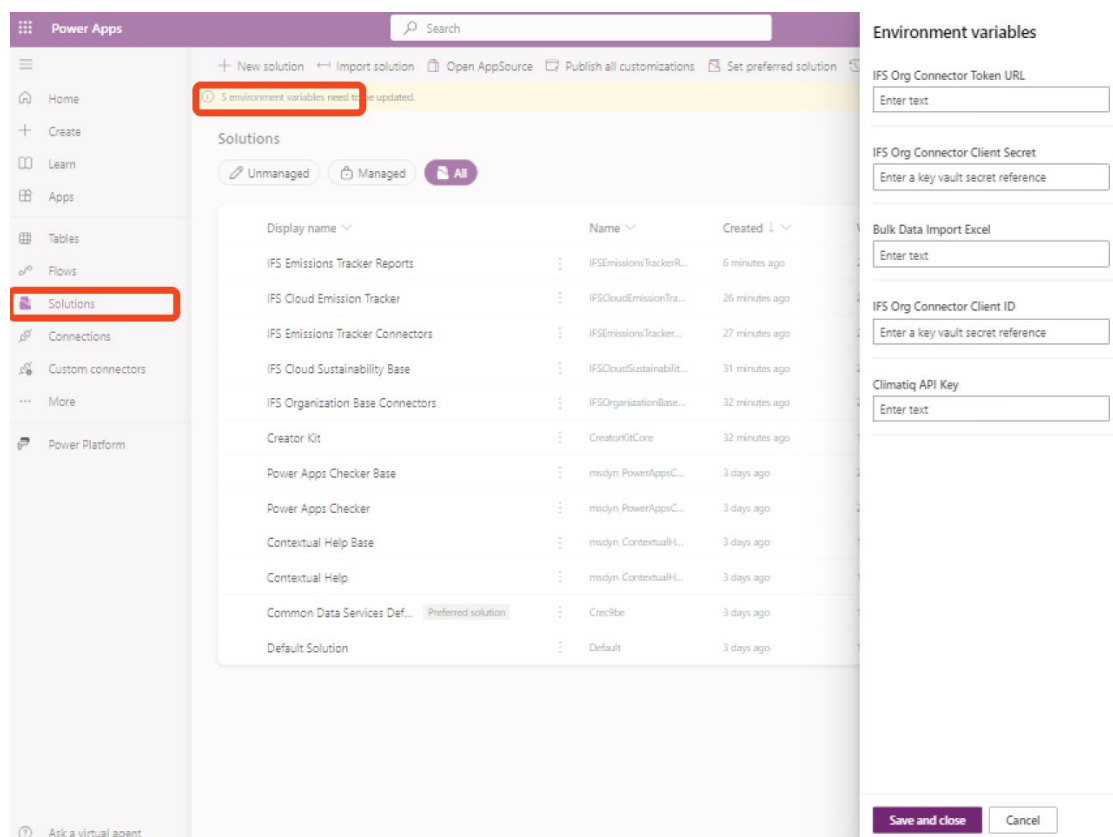 Power Apps
Search
Environment variables
New solution Import solution Open AppSource Publish all customizations Set preferred solution
5 environment variables need to be updated.
Home
Create
Learn
Apps
Tables
Flows
Solutions
Connections
Custom connectors
More
Power Platform
Ask a virtual agent
Solutions
Unmanaged Managed All
Display name Name Created
IFS Emissions Tracker Reports IFSEmissionsTrackerR... 6 minutes ago
IFS Cloud Emission Tracker IFSCloudEmissionTra... 26 minutes ago
IFS Emissions Tracker Connectors IFSEmissionsTracker... 27 minutes ago
IFS Cloud Sustainability Base IFSCloudSustainabilit... 31 minutes ago
IFS Organization Base Connectors IFSOrganizationBase... 32 minutes ago
Creator Kit CreatorKitCore 32 minutes ago
Power Apps Checker Base msdyn_PowerAppsC... 3 days ago
Power Apps Checker msdyn_PowerAppsC... 3 days ago
Contextual Help Base msdyn_ContextualH... 3 days ago
Contextual Help msdyn_ContextualH... 3 days ago
Common Data Services Def... Preferred solution Crec9be 3 days ago
Default Solution Default 3 days ago
IFS Org Connector Token URL
Enter text
IFS Org Connector Client Secret
Enter a key vault secret reference
Bulk Data Import Excel
Enter text
IFS Org Connector Client ID
Enter a key vault secret reference
Climatiq API Key
Enter text
Save and close Cancel